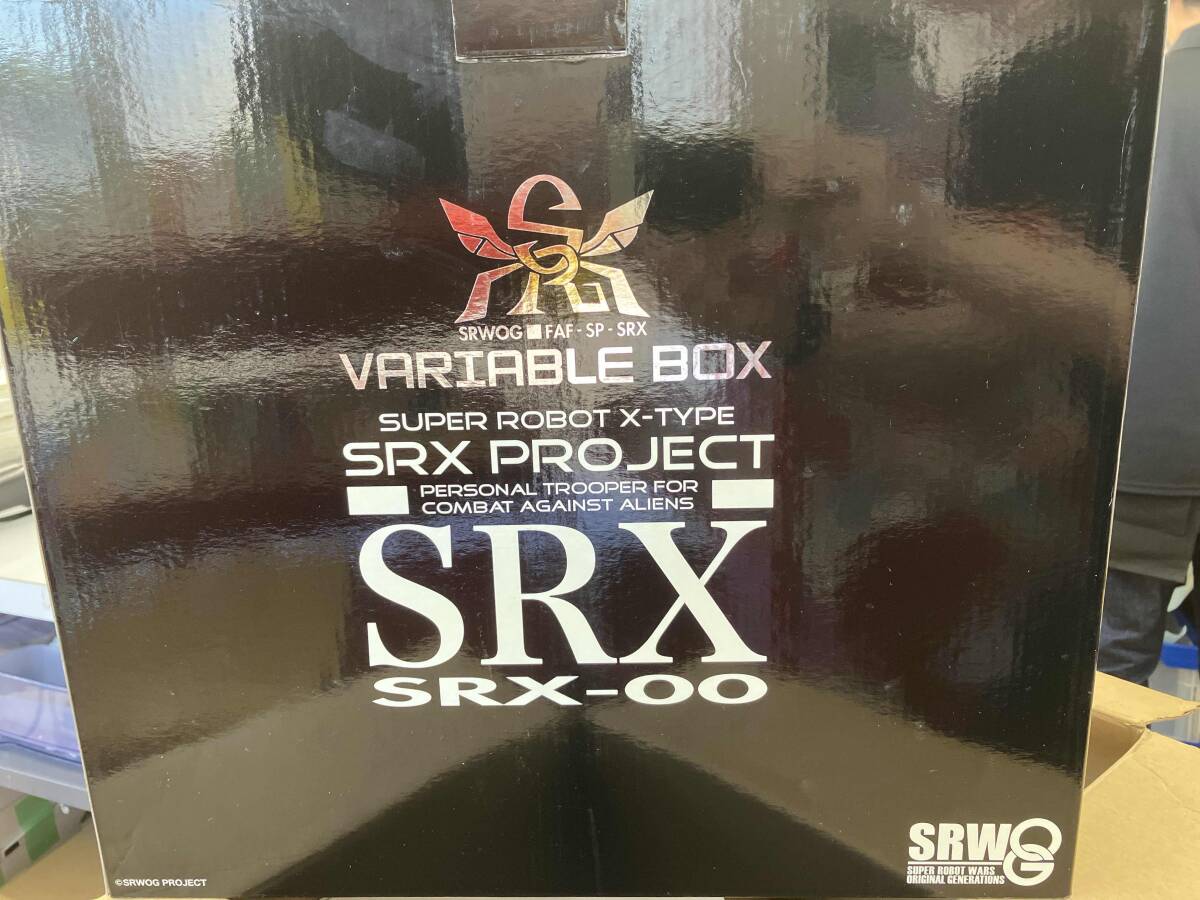 SRWOG FAF-SP-SRX
VARIABLE BOX
SUPER ROBOT X-TYPE
SRX PROJECT
PERSONAL TROOPER FOR
COMBAT AGAINST ALIENS
SRX
SRX-00
©SRWOG PROJECT
SRWOG
SUPER ROBOT WARS
ORIGINAL GENERATIONS